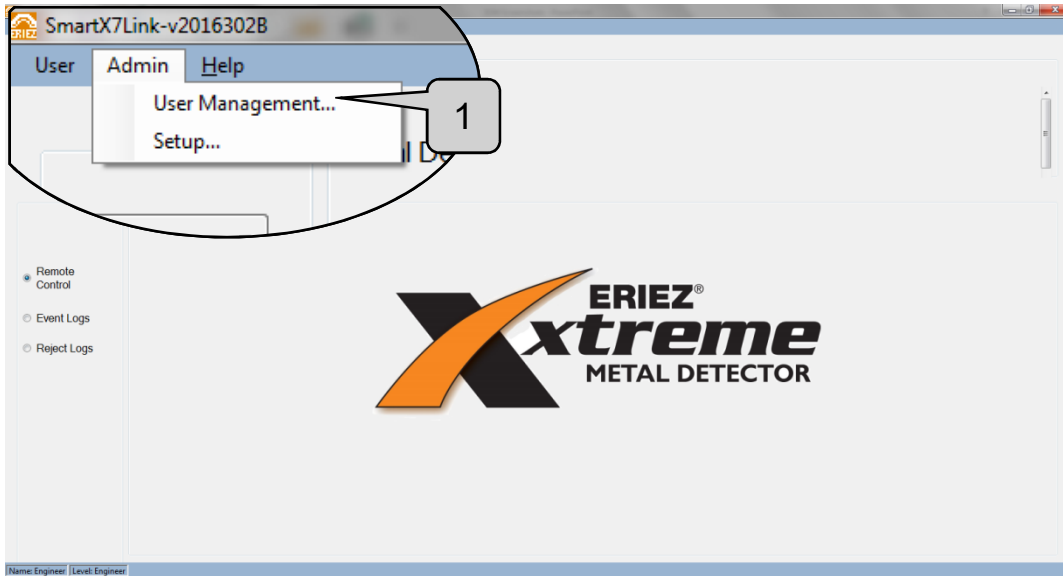 SmartX7Link-v2016302B
User Admin Help
User Management...
Setup...
1
Remote
Control
Event Logs
Reject Logs
ERIEZ®
xtreme
METAL DETECTOR
Name: Engineer Level: Engineer